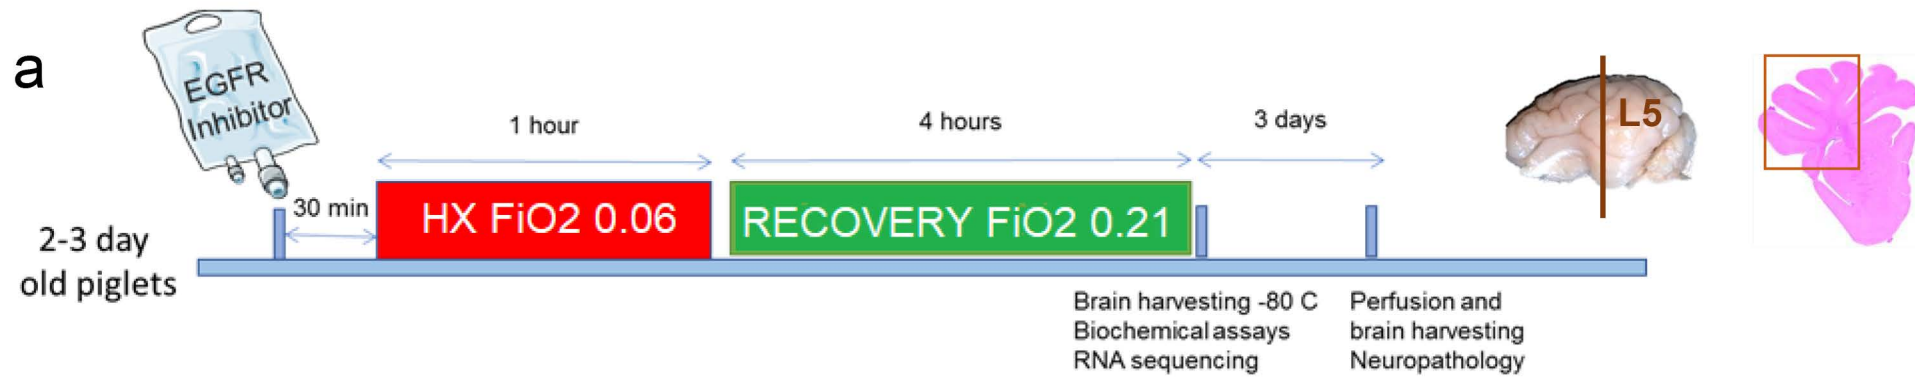 a
EGFR
Inhibitor
2-3 day
old piglets
30 min
1 hour
HX FiO2 0.06
4 hours
RECOVERY FiO2 0.21
3 days
Brain harvesting -80 C
Biochemical assays
RNA sequencing
Perfusion and
brain harvesting
Neuropathology
L5